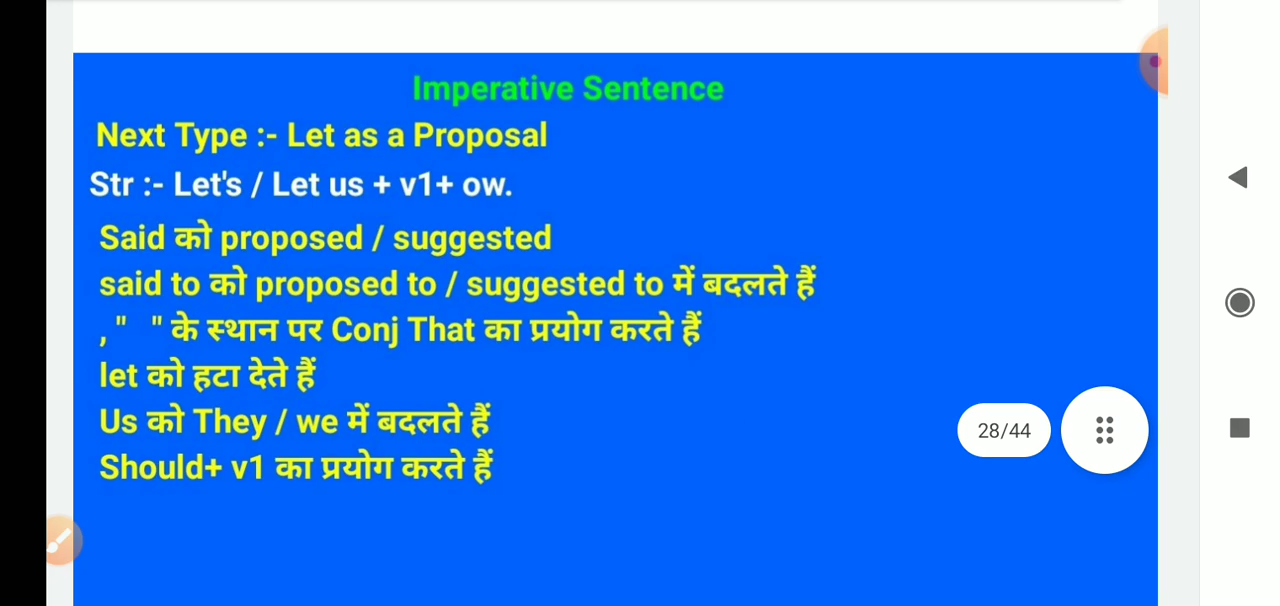 Imperative Sentence
Next Type :- Let as a Proposal
Str :- Let's / Let us + v1+ ow.
Said को proposed / suggested
said to को proposed to / suggested to में बदलते हैं
, "   " के स्थान पर Conj That का प्रयोग करते हैं
let को हटा देते हैं
Us को They / we में बदलते हैं
28/44
Should+ v1 का प्रयोग करते हैं